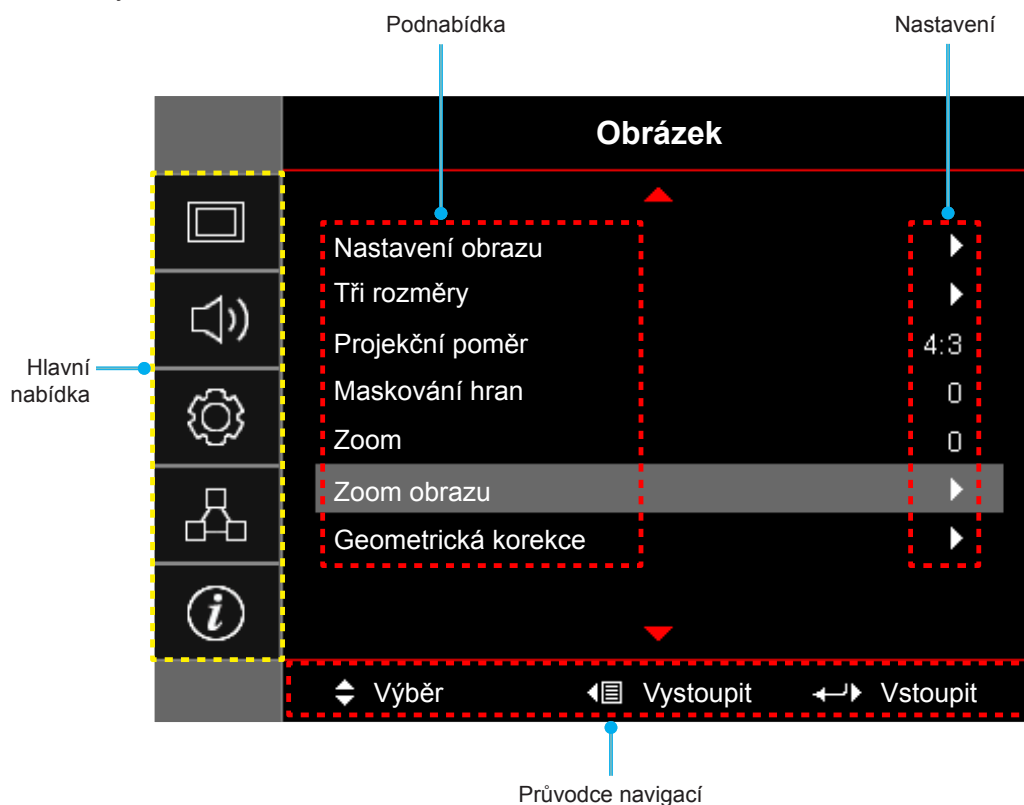 Podnabídka
Nastavení
Obrázek
Nastavení obrazu
Tři rozměry
Projekční poměr 4:3
Maskování hran 0
Zoom 0
Zoom obrazu
Geometrická korekce
Hlavní
nabídka
i
Výběr Vystoupit Vstoupit
Průvodce navigací